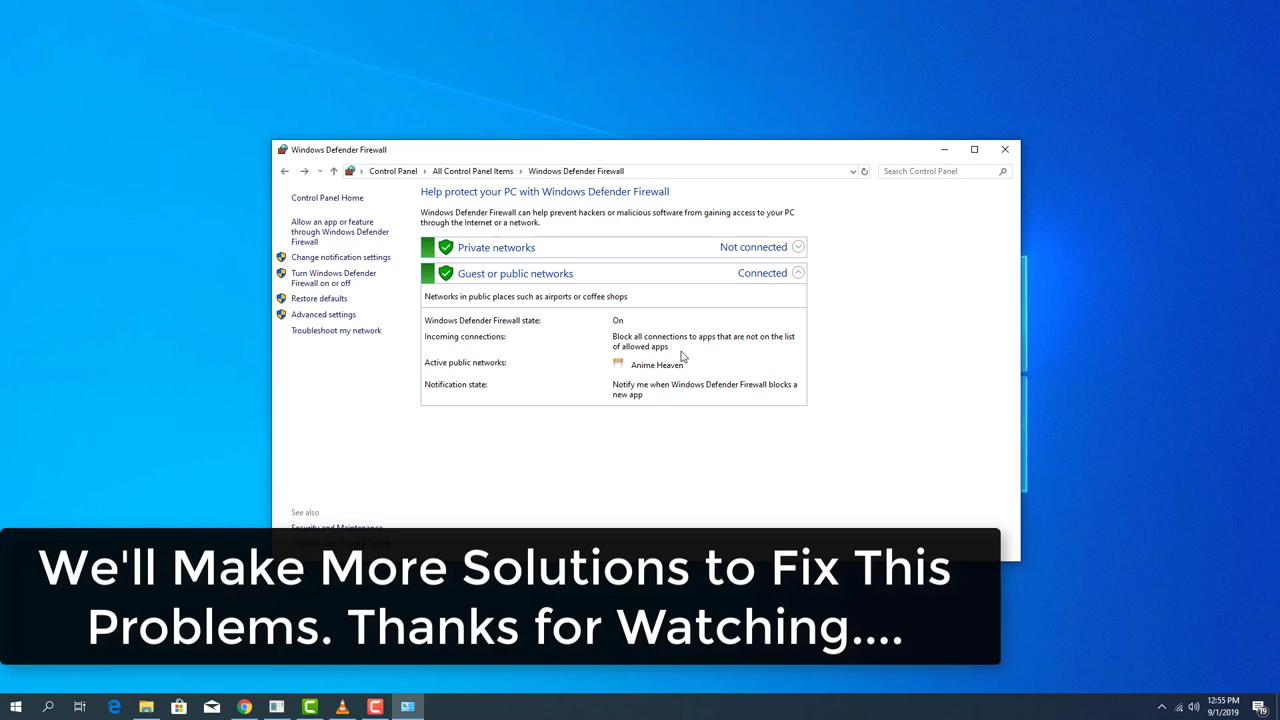 Windows Defender Firewall
Control Panel > All Control Panel Items > Windows Defender Firewall
Search Control Panel
Control Panel Home
Allow an app or feature
through Windows Defender
Firewall
Change notification settings
Turn Windows Defender
Firewall on or off
Restore defaults
Advanced settings
Troubleshoot my network
See also
Security and Maintenance
Help protect your PC with Windows Defender Firewall
Windows Defender Firewall can help prevent hackers or malicious software from gaining access to your PC
through the Internet or a network.
Private networks Not connected
Guest or public networks Connected
Networks in public places such as airports or coffee shops
Windows Defender Firewall state: On
Incoming connections: Block all connections to apps that are not on the list
of allowed apps
Active public networks: Anime Heaven
Notification state: Notify me when Windows Defender Firewall blocks a
new app
We'll Make More Solutions to Fix This
Problems. Thanks for Watching....
12:55 PM
9/1/2019
19